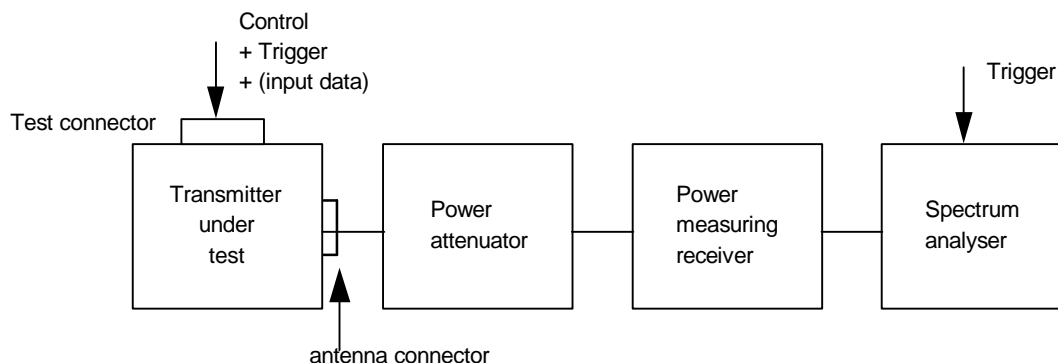 Control
+ Trigger
+ (input data)
Trigger
Test connector
Transmitter
under
test
Power
attenuator
Power
measuring
receiver
Spectrum
analyser
antenna connector